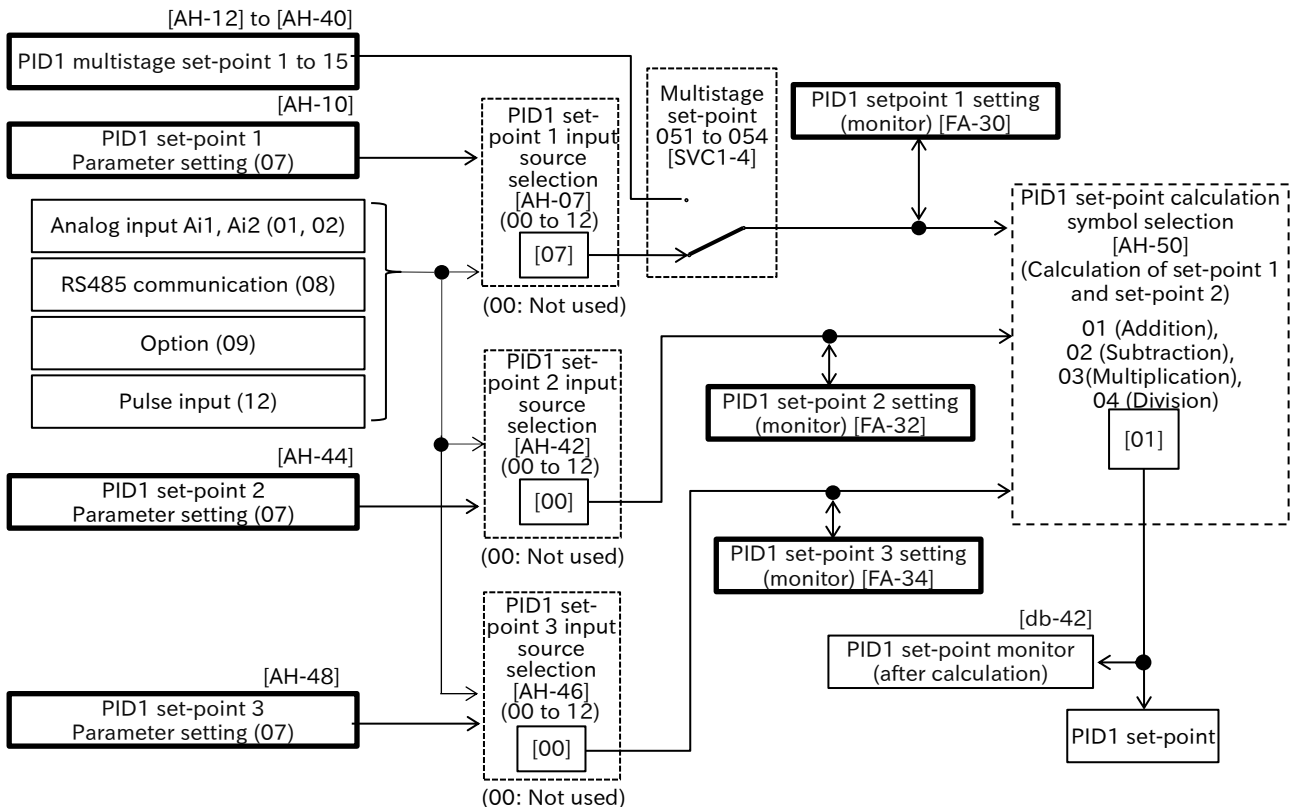 [AH-12] to [AH-40]
PID1 multistage set-point 1 to 15
[AH-10]
PID1 set-point 1
Parameter setting (07)
Analog input Ai1, Ai2 (01, 02)
RS485 communication (08)
Option (09)
Pulse input (12)
[AH-44]
PID1 set-point 2
Parameter setting (07)
[AH-48]
PID1 set-point 3
Parameter setting (07)
PID1 set-
point 1 input
source
selection
[AH-07]
(00 to 12)
[07]
(00: Not used)
PID1 set-
point 2 input
source
selection
[AH-42]
(00 to 12)
[00]
(00: Not used)
PID1 set-
point 3 input
source
selection
[AH-46]
(00 to 12)
[00]
(00: Not used)
Multistage
set-point
051 to 054
[SVC1-4]
PID1 setpoint 1 setting
(monitor) [FA-30]
PID1 set-point 2 setting
(monitor) [FA-32]
PID1 set-point 3 setting
(monitor) [FA-34]
PID1 set-point calculation
symbol selection
[AH-50]
(Calculation of set-point 1
and set-point 2)
01 (Addition),
02 (Subtraction),
03(Multiplication),
04 (Division)
[01]
[db-42]
PID1 set-point monitor
(after calculation)
PID1 set-point